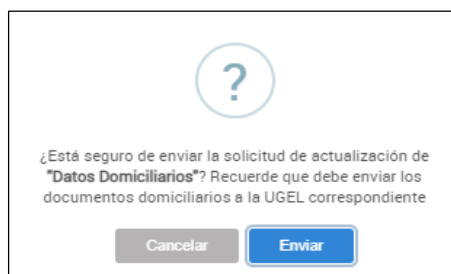 ?
¿Está seguro de enviar la solicitud de actualización de
"Datos Domiciliarios"? Recuerde que debe enviar los
documentos domiciliarios a la UGEL correspondiente
Cancelar Enviar